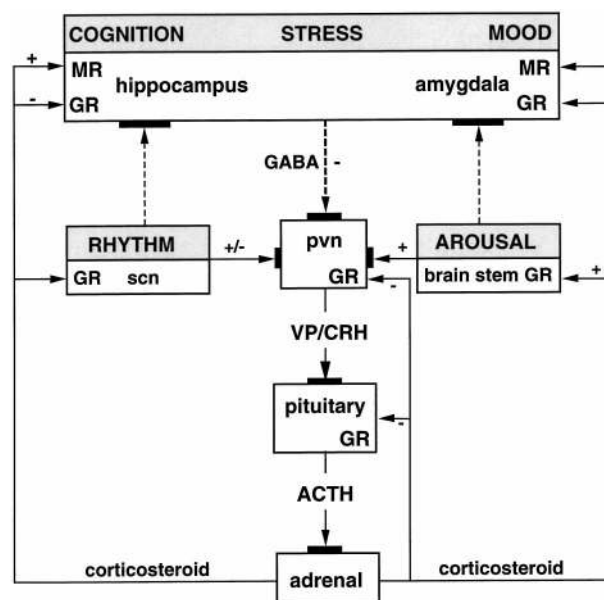 COGNITION STRESS MOOD
+ MR hippocampus amygdala MR
- GR GR
GABA -
RHYTHM +/- pvn + AROUSAL
GR scn GR - brain stem GR +
VP/CRH
pituitary
GR -
ACTH
corticosteroid adrenal corticosteroid